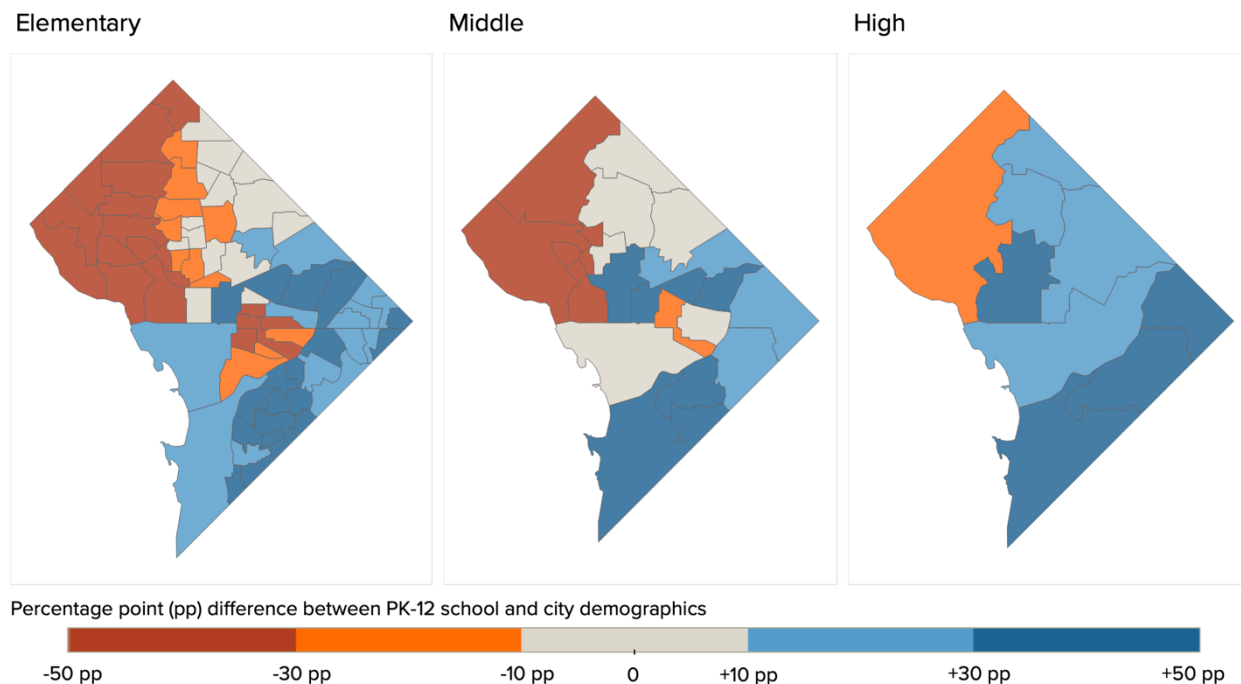 Elementary
Middle
High
Percentage point (pp) difference between PK-12 school and city demographics
-50 pp
-30 pp
-10 pp
0
+10 pp
+30 pp
+50 pp